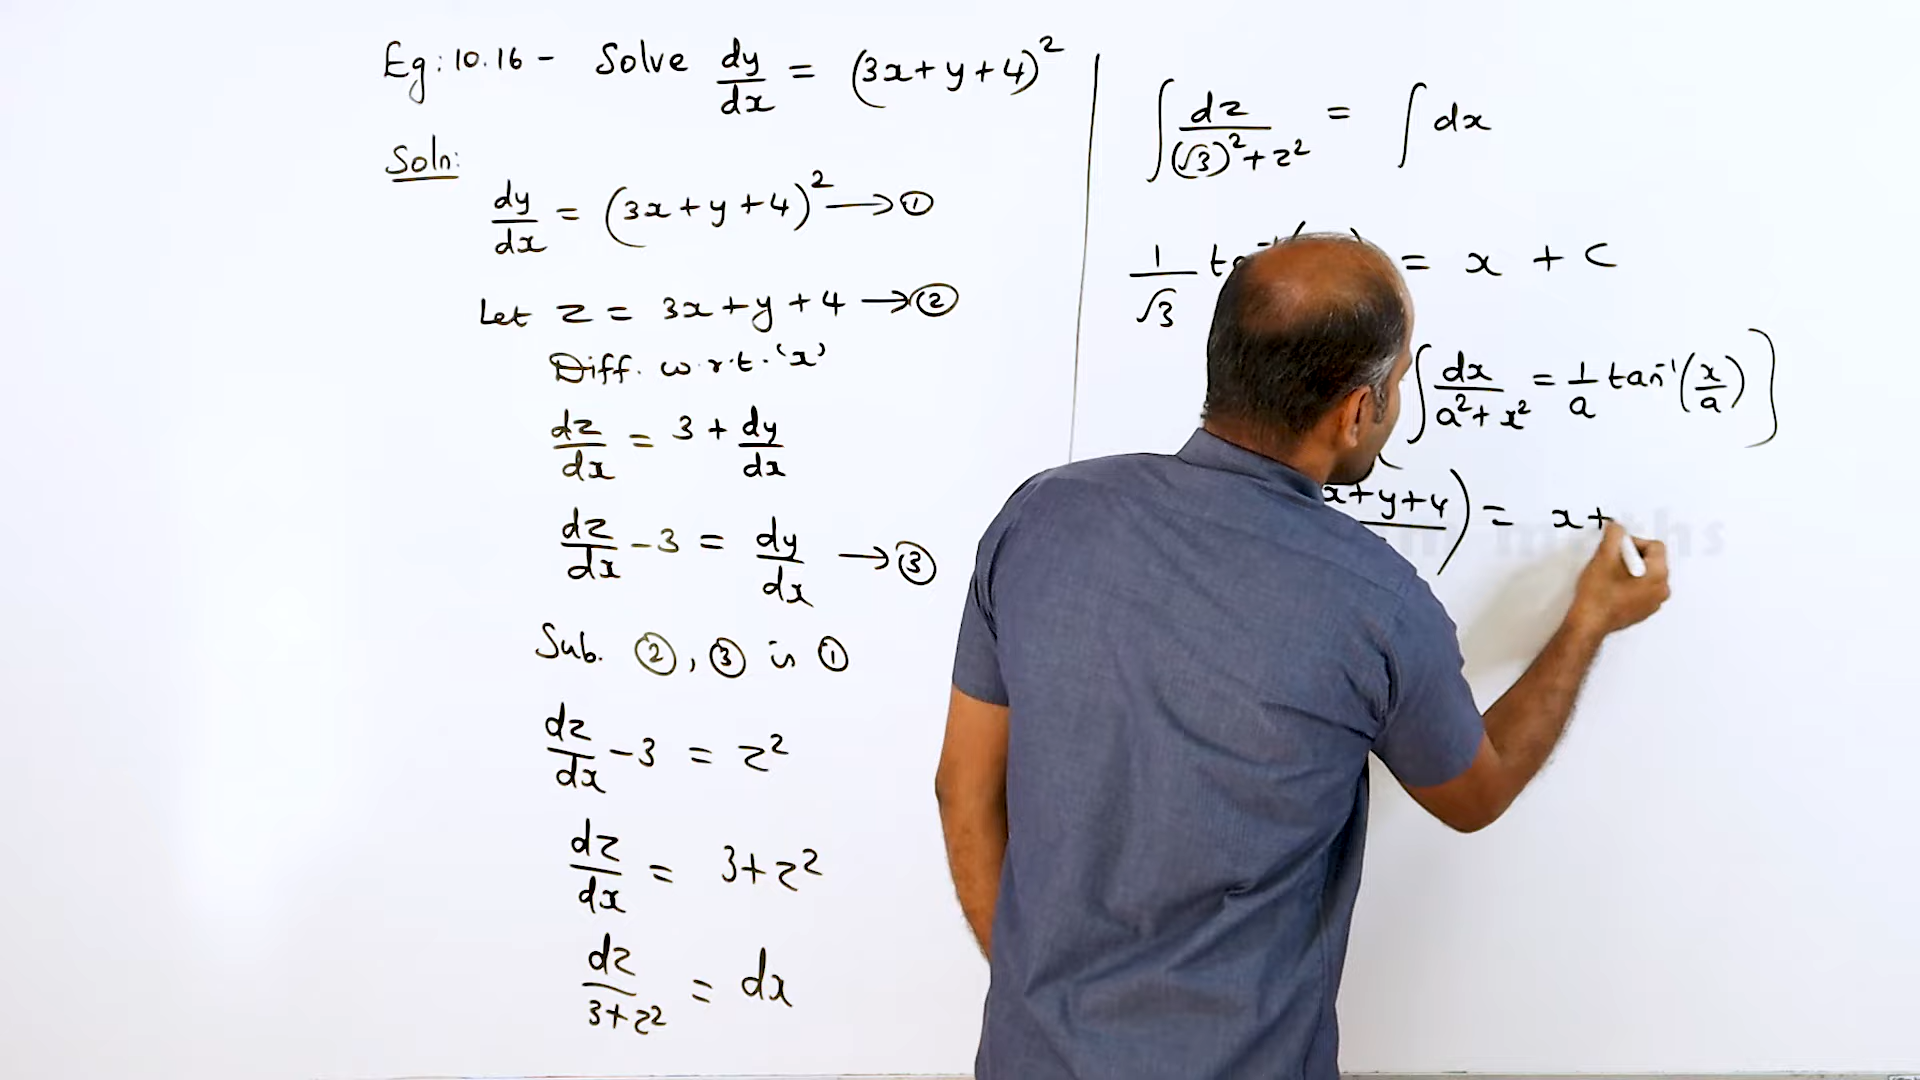 Eg: 10.16 - Solve dy/dx = (3x+y+4)²
Soln:
dy/dx = (3x+y+4)² → ①
Let z = 3x+y+4 → ②
Diff. w.r.t. 'x'
dz/dx = 3 + dy/dx
dz/dx - 3 = dy/dx → ③
Sub. ②, ③ in ①
dz/dx - 3 = z²
dz/dx = 3+z²
dz/3+z² = dx
∫ dz/(√3)²+z² = ∫ dx
1/√3 = x + c
∫ dx/a²+x² = 1/a tan⁻¹(x/a)]
x+y+4) = x+